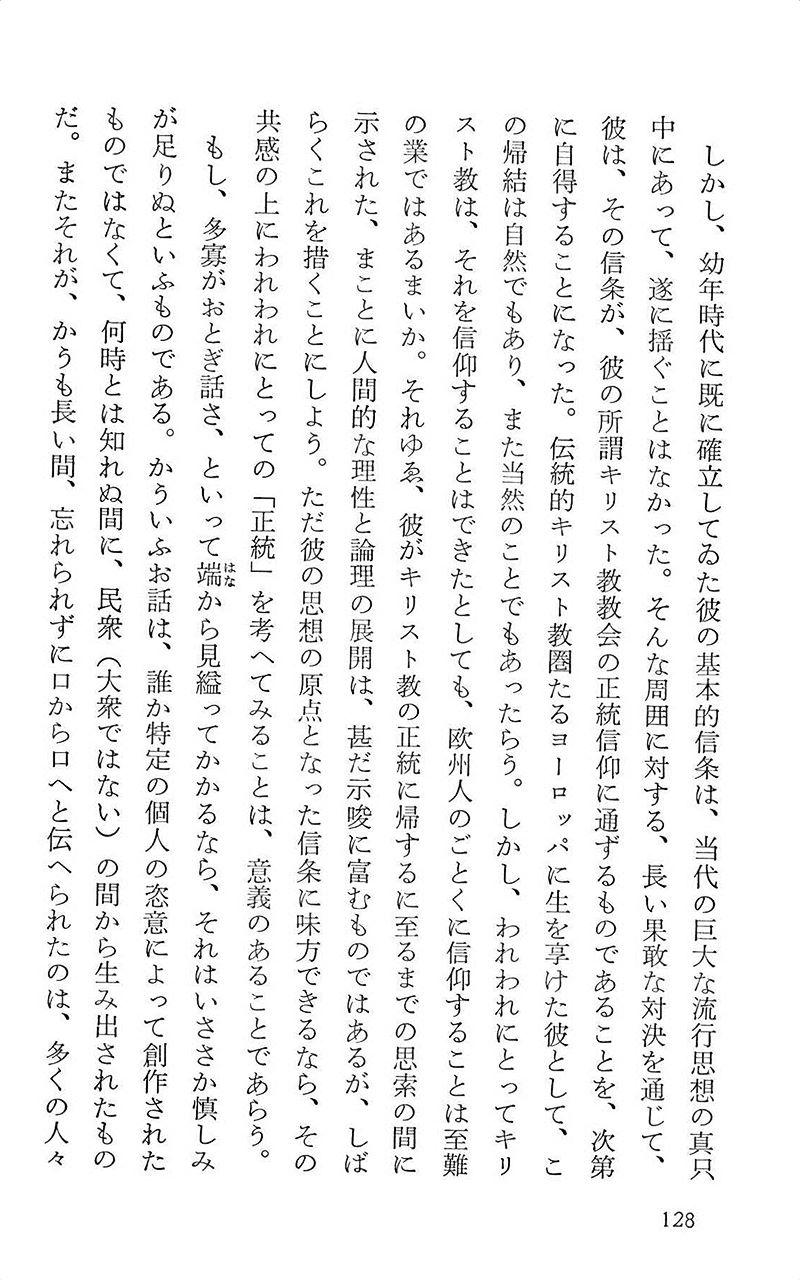 しかし、幼年時代に既に確立してゐた彼の基本的信条は、当代の巨大な流行思想の真只
中にあって、遂に揺ぐことはなかった。そんな周囲に対する、長い果敢な対決を通じて、
彼は、その信条が、彼の所謂キリスト教教会の正統信仰に通ずるものであることを、次第
に自得することになった。伝統的キリスト教圏たるヨーロッパに生を享けた彼として、こ
の帰結は自然でもあり、また当然のことでもあったらう。しかし、われわれにとってキリ
スト教は、それを信仰することはできたとしても、欧州人のごとくに信仰することは至難
の業ではあるまいか。それゆゑ、彼がキリスト教の正統に帰するに至るまでの思索の間に
示された、まことに人間的な理性と論理の展開は、甚だ示唆に富むものではあるが、しば
らくこれを措くことにしよう。ただ彼の思想の原点となった信条に味方できるなら、その
共感の上にわれわれにとっての「正統」を考へてみることは、意義のあることであらう。
もし、多寡がおとぎ話さ、といって端はなから見縊ってかかるなら、それはいささか慎しみ
が足りぬといふものである。かういふお話は、誰か特定の個人の恣意によって創作された
ものではなくて、何時とは知れぬ間に、民衆（大衆ではない）の間から生み出されたもの
だ。またそれが、かうも長い間、忘れられずに口から口へと伝へられたのは、多くの人々
128